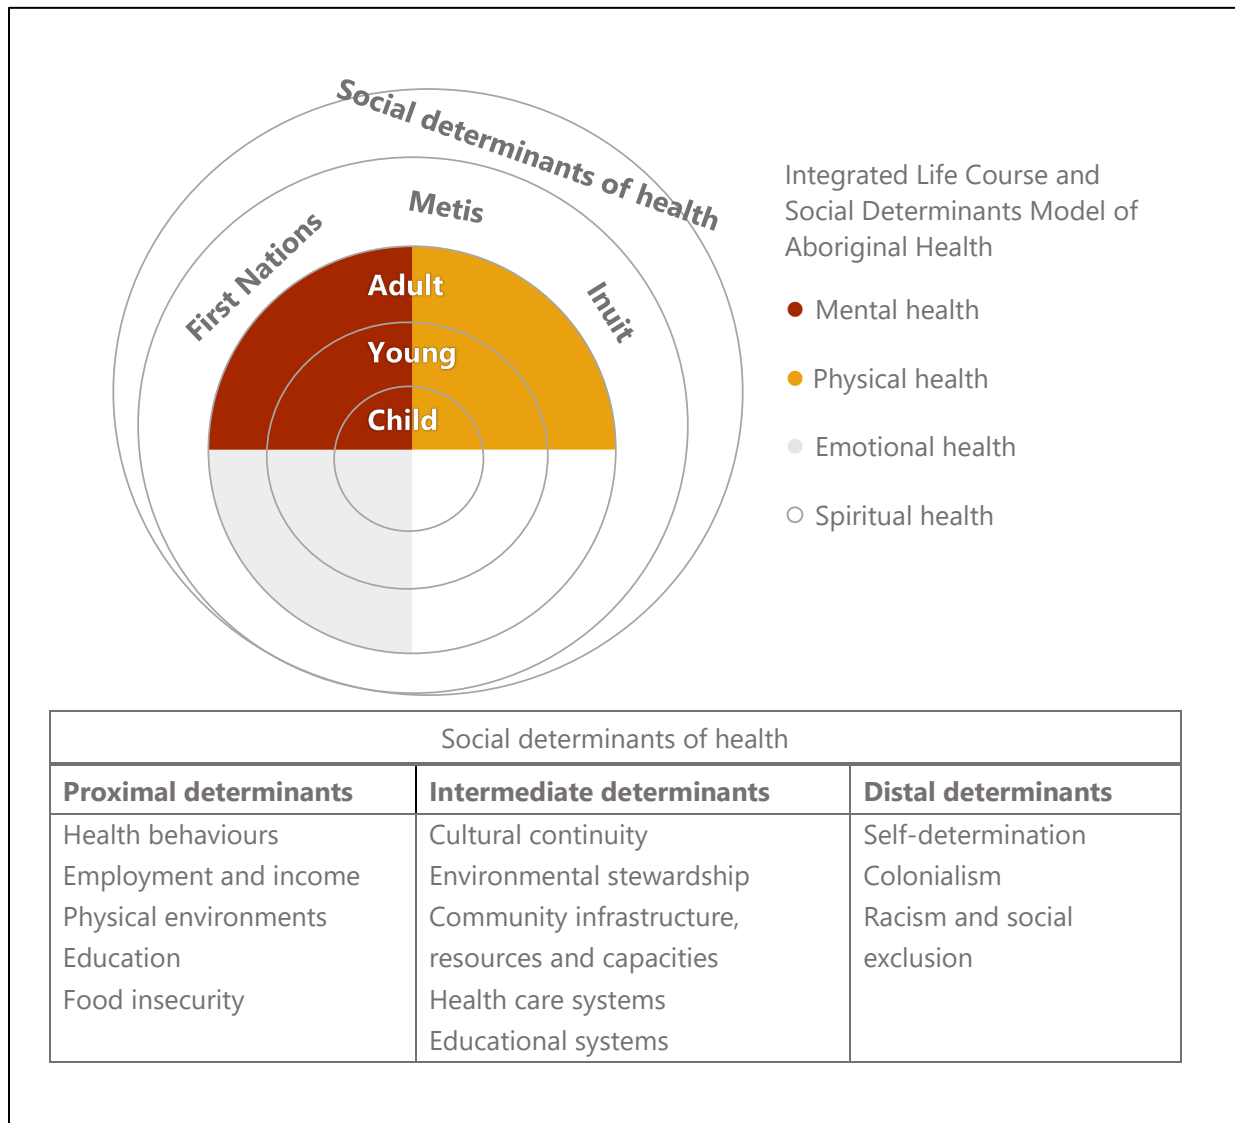 Social determinants of health
Metis
First Nations
Inuit
Adult
Young
Child
Integrated Life Course and
Social Determinants Model of
Aboriginal Health
Mental health
Physical health
Emotional health
Spiritual health
Social determinants of health
Proximal determinants
Health behaviours
Employment and income
Physical environments
Education
Food insecurity
Intermediate determinants
Cultural continuity
Environmental stewardship
Community infrastructure,
resources and capacities
Health care systems
Educational systems
Distal determinants
Self-determination
Colonialism
Racism and social
exclusion